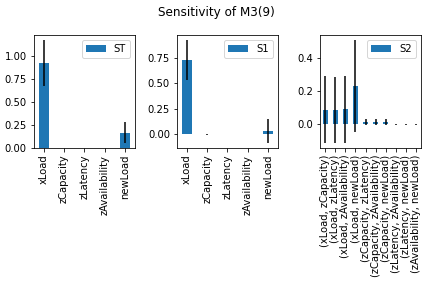 Sensitivity of M3(9)
ST
1.00
0.75
0.50
0.25
0.00
xLoad
zCapacity
zLatency
zAvailability
newLoad
S1
0.75
0.50
0.25
0.00
xLoad
zCapacity
zLatency
zAvailability
newLoad
S2
0.4
0.2
0.0
(xLoad, zCapacity)
(xLoad, zLatency)
(xLoad, zAvailability)
(xLoad, newLoad)
(zCapacity, zLatency)
(zCapacity, zAvailability)
(zCapacity, newLoad)
(zLatency, zAvailability)
(zLatency, newLoad)
(zAvailability, newLoad)